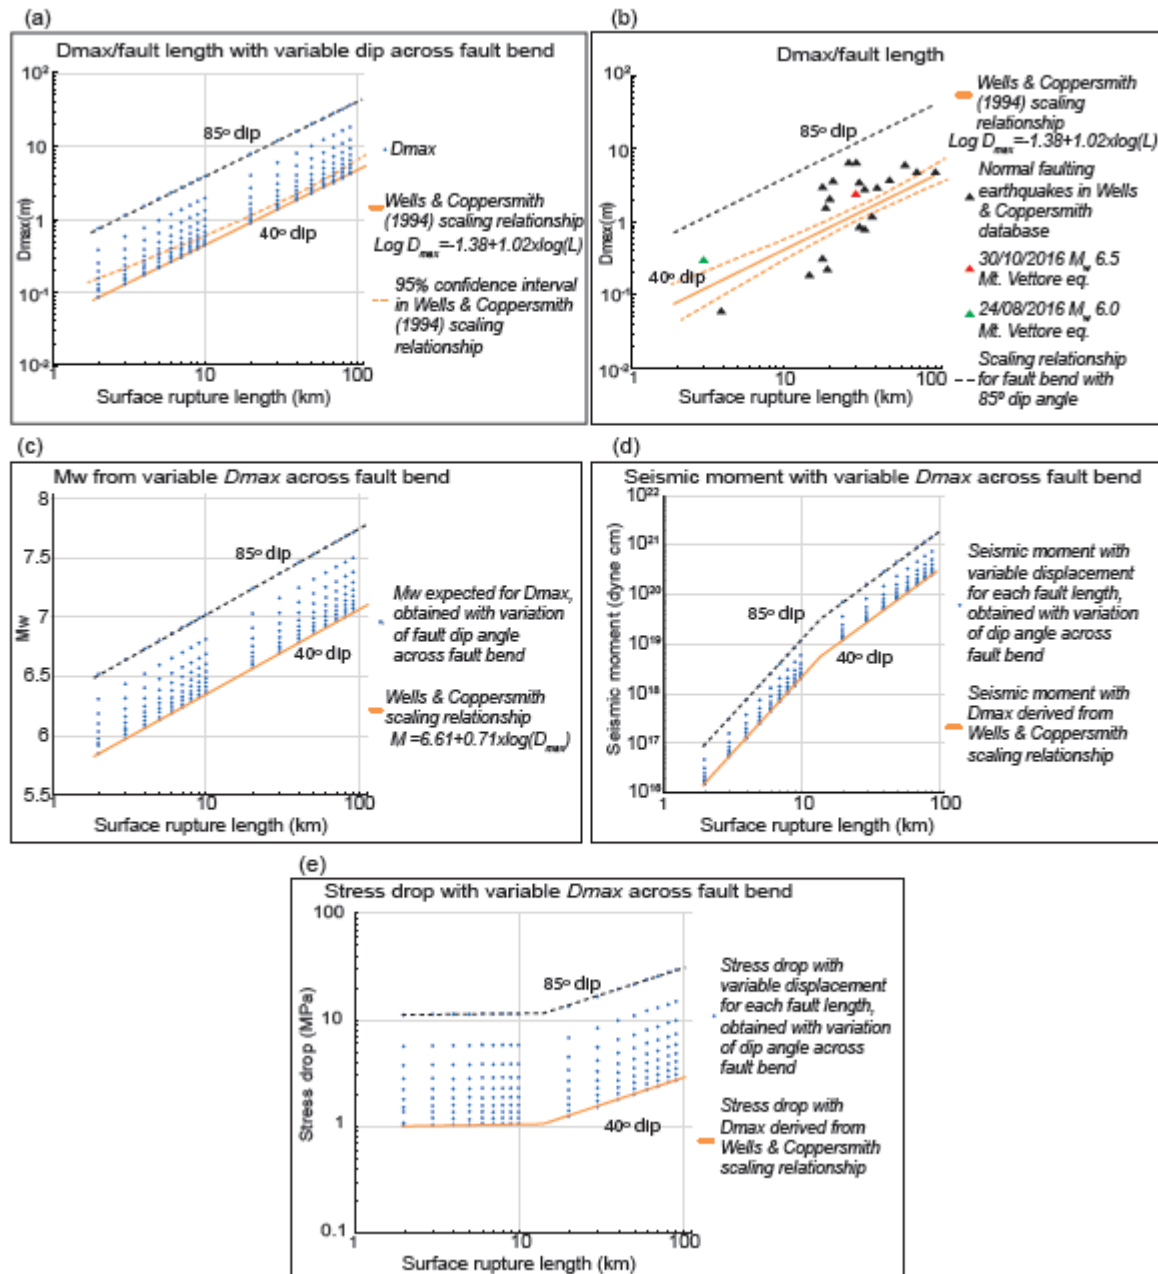 (a)
Dmax/fault length with variable dip across fault bend
10²
10¹
1
10⁻¹
10⁻²
Dmax(m)
85º dip
40º dip
1
10
100
Surface rupture length (km)
Dmax
Wells & Coppersmith
(1994) scaling
relationship
Log Dmax=-1.38+1.02xlog(L)
95% confidence interval
in Wells & Coppersmith
(1994) scaling
relationship
(b)
Dmax/fault length
10²
10¹
1
10⁻¹
10⁻²
Dmax(m)
85º dip
40º dip
1
10
100
Surface rupture length (km)
Wells & Coppersmith
(1994) scaling
relationship
Log Dmax=-1.38+1.02xlog(L)
Normal faulting
earthquakes in Wells
& Coppersmith
database
30/10/2016 Mw 6.5
Mt. Vettore eq.
24/08/2016 Mw 6.0
Mt. Vettore eq.
Scaling relationship
for fault bend with
85º dip angle
(c)
Mw from variable Dmax across fault bend
8
7.5
7
6.5
6
5.5
Mw
85º dip
40º dip
1
10
100
Surface rupture length (km)
Mw expected for Dmax,
obtained with variation
of fault dip angle
across fault bend
Wells & Coppersmith
scaling relationship
M =6.61+0.71xlog(Dmax)
(d)
Seismic moment with variable Dmax across fault bend
10²²
10²¹
10²⁰
10¹⁹
10¹⁸
10¹⁷
10¹⁶
Seismic moment (dyne cm)
85º dip
40º dip
1
10
100
Surface rupture length (km)
Seismic moment with
variable displacement
for each fault length,
obtained with variation
of dip angle across
fault bend
Seismic moment with
Dmax derived from
Wells & Coppersmith
scaling relationship
(e)
Stress drop with variable Dmax across fault bend
100
10
1
0.1
Stress drop (MPa)
85º dip
40º dip
1
10
100
Surface rupture length (km)
Stress drop with
variable displacement
for each fault length,
obtained with variation
of dip angle across
fault bend
Stress drop with
Dmax derived from
Wells & Coppersmith
scaling relationship